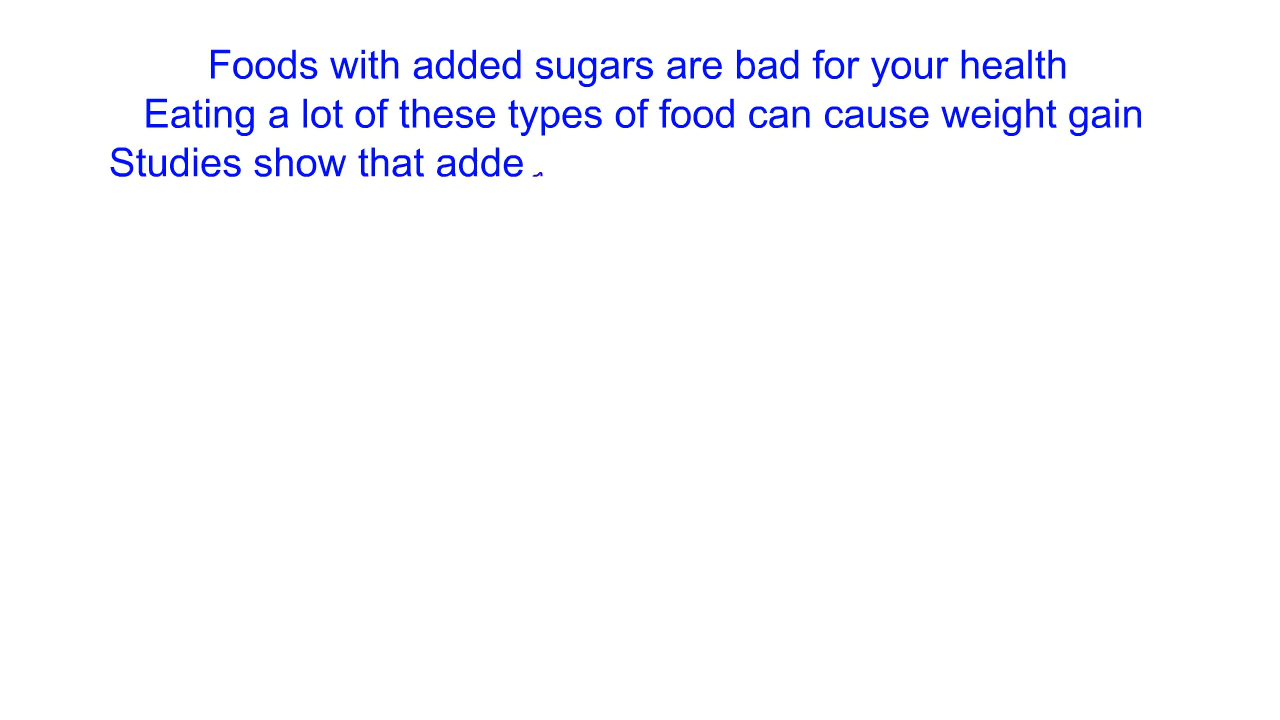 Foods with added sugars are bad for your health
Eating a lot of these types of food can cause weight gain
Studies show that adde